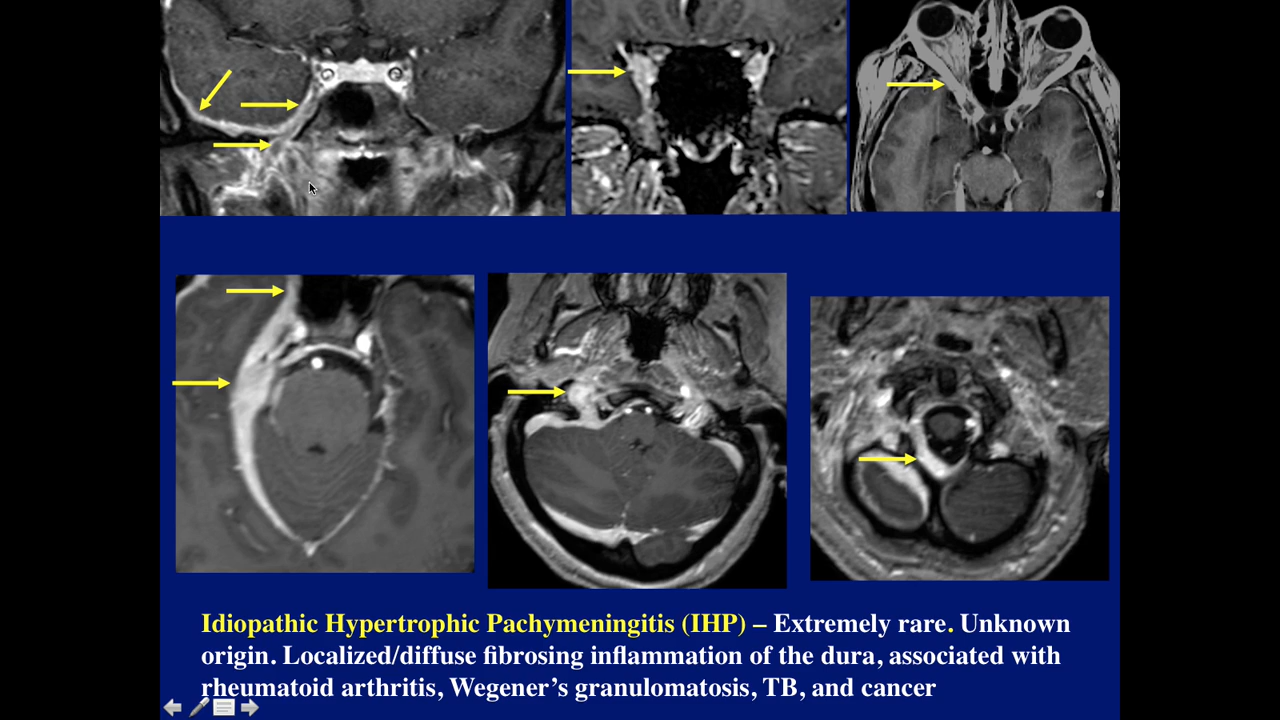 Idiopathic Hypertrophic Pachymeningitis (IHP) – Extremely rare. Unknown
origin. Localized/diffuse fibrosing inflammation of the dura, associated with
rheumatoid arthritis, Wegener’s granulomatosis, TB, and cancer